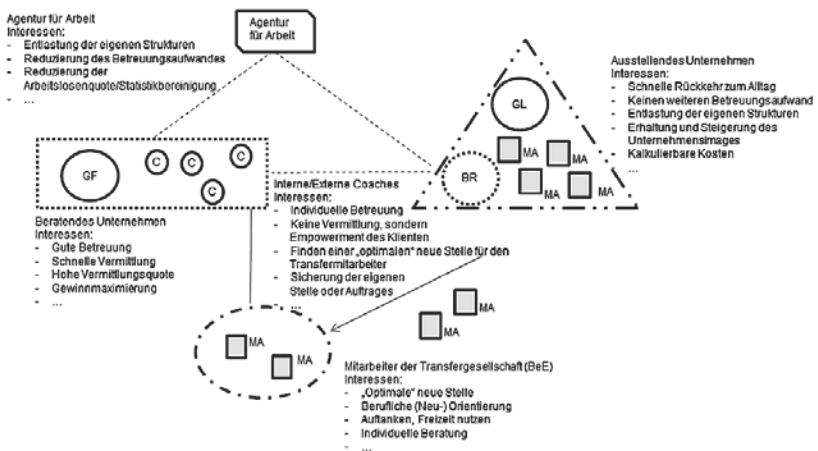 Agentur für Arbeit
Interessen:
- Entlastung der eigenen Strukturen
- Reduzierung des Betreuungsaufwandes
- Reduzierung der
Arbeitslosenquote/Statistikbereinigung
- ...
Agentur
für Arbeit
Ausstellendes Unternehmen
Interessen:
- Schnelle Rückkehr zum Alltag
- Keinen weiteren Betreuungsaufwand
- Entlastung der eigenen Strukturen
- Erhaltung und Steigerung des
Unternehmensimages
- Kalkulierbare Kosten
...
GL
MA
MA
BR
MA
MA
MA
GF
C
C
C
C
Interne/Externe Coaches
Interessen:
- Individuelle Betreuung
- Keine Vermittlung, sondern
Empowerment des Klienten
- Finden einer „optimalen" neue Stelle für den
Transfermitarbeiter
- Sicherung der eigenen
Stelle oder Auftrages
- ...
Beratendes Unternehmen
Interessen:
- Gute Betreuung
- Schnelle Vermittlung
- Hohe Vermittlungsquote
- Gewinnmaximierung
- ...
MA
MA
MA
MA
Mitarbeiter der Transfergesellschaft (BeE)
Interessen:
- „Optimale" neue Stelle
- Berufliche (Neu-) Orientierung
- Auftanken, Freizeit nutzen
- Individuelle Beratung
- ...